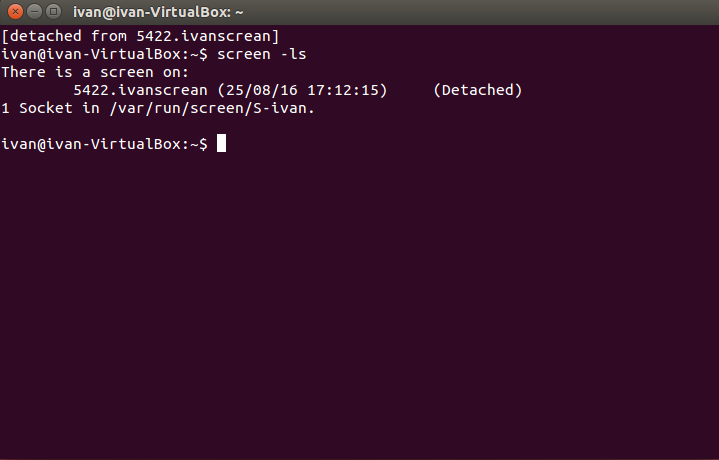 ivan@ivan-VirtualBox: ~
[detached from 5422.ivanscrean]
ivan@ivan-VirtualBox:~$ screen -ls
There is a screen on:
        5422.ivanscrean (25/08/16 17:12:15)     (Detached)
1 Socket in /var/run/screen/S-ivan.
ivan@ivan-VirtualBox:~$